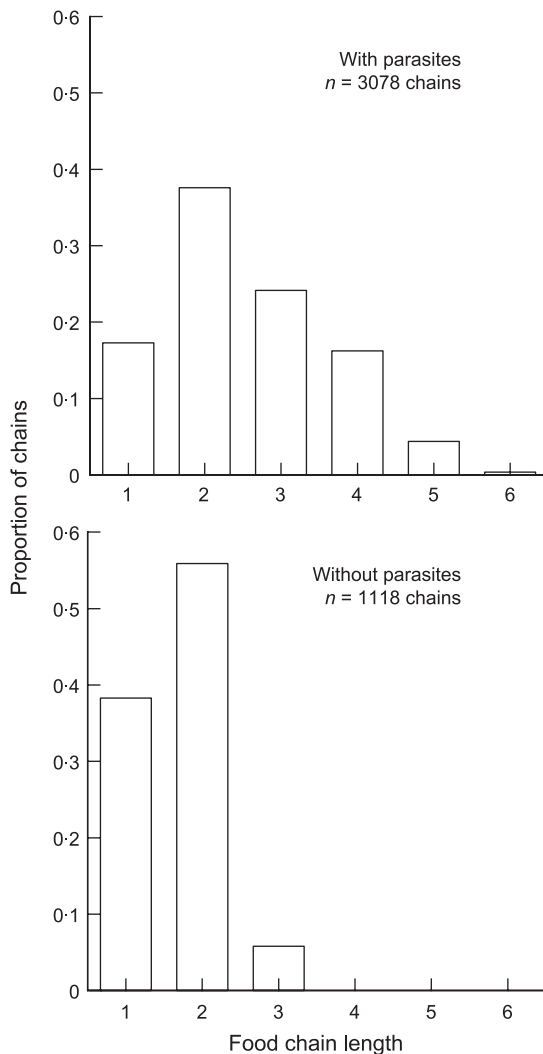 0·6
With parasites
n = 3078 chains
0·5
0·4
0·3
0·2
0·1
0
1 2 3 4 5 6
Proportion of chains
0·6
Without parasites
n = 1118 chains
0·5
0·4
0·3
0·2
0·1
0
1 2 3 4 5 6
Food chain length